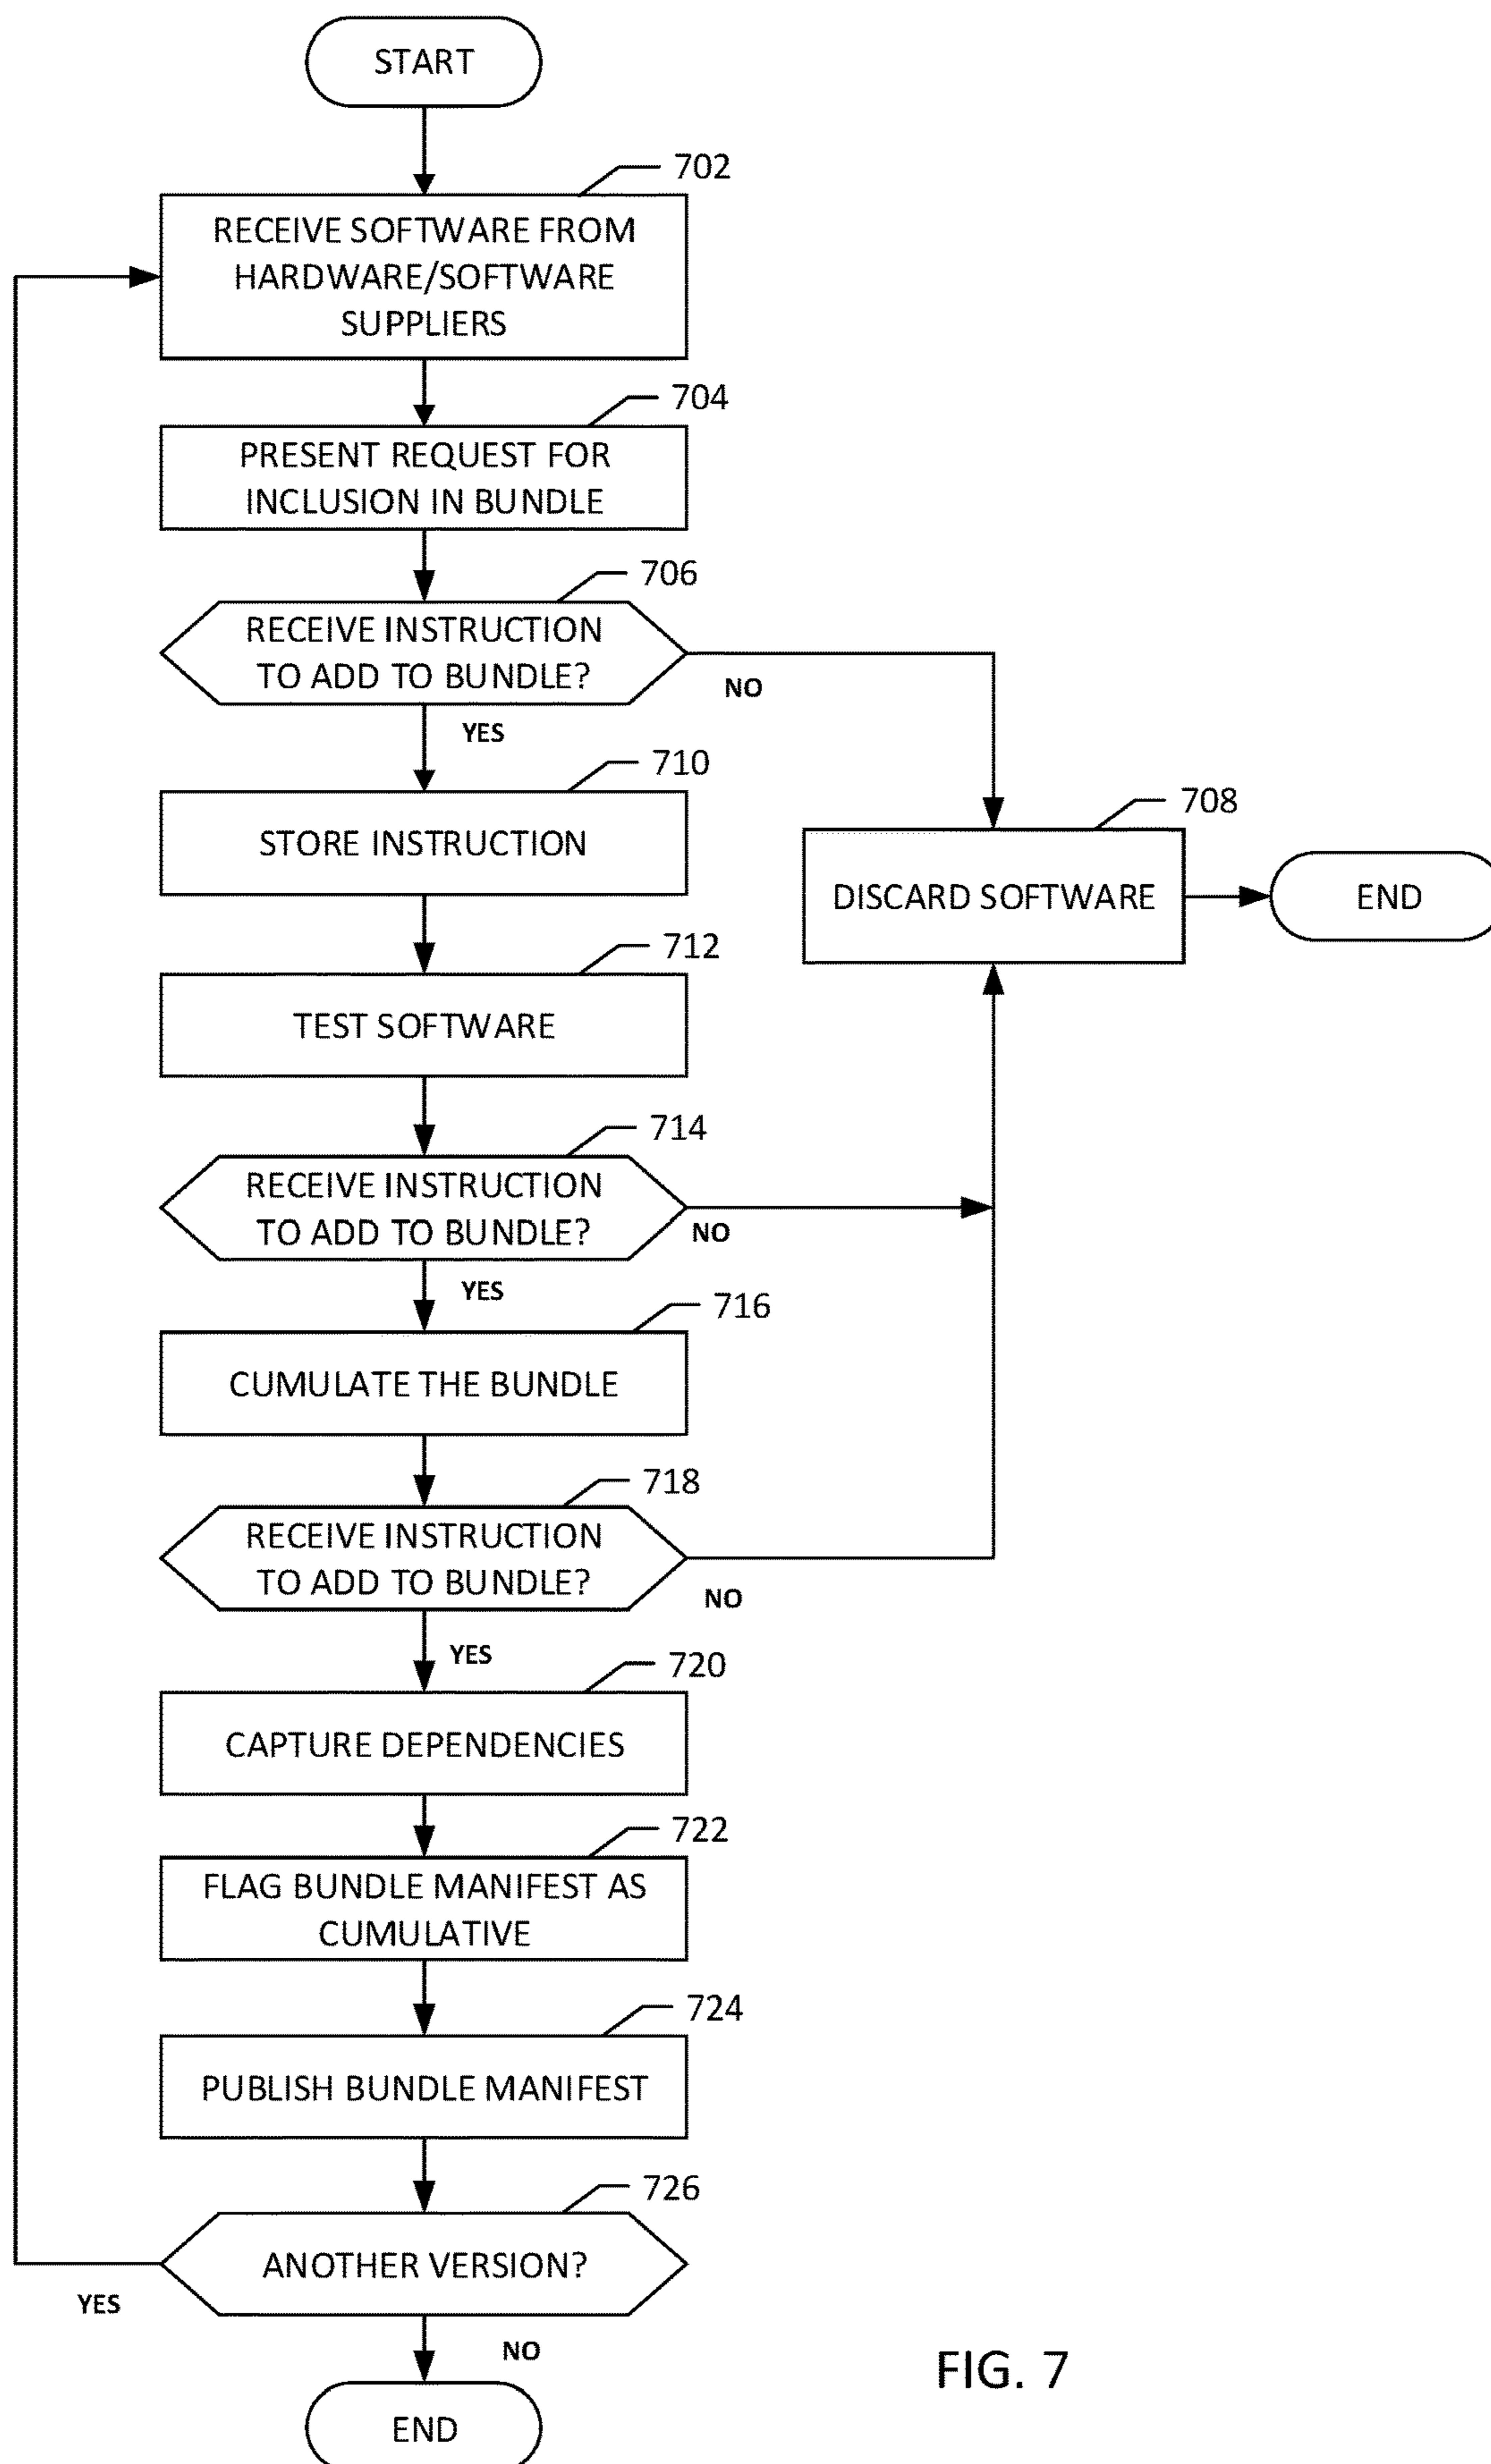 START
702
RECEIVE SOFTWARE FROM
HARDWARE/SOFTWARE
SUPPLIERS
704
PRESENT REQUEST FOR
INCLUSION IN BUNDLE
706
RECEIVE INSTRUCTION
TO ADD TO BUNDLE?
NO
YES
710
STORE INSTRUCTION
708
DISCARD SOFTWARE
END
712
TEST SOFTWARE
714
RECEIVE INSTRUCTION
TO ADD TO BUNDLE?
NO
YES
716
CUMULATE THE BUNDLE
718
RECEIVE INSTRUCTION
TO ADD TO BUNDLE?
NO
YES
720
CAPTURE DEPENDENCIES
722
FLAG BUNDLE MANIFEST AS
CUMULATIVE
724
PUBLISH BUNDLE MANIFEST
726
ANOTHER VERSION?
YES
NO
END
FIG. 7